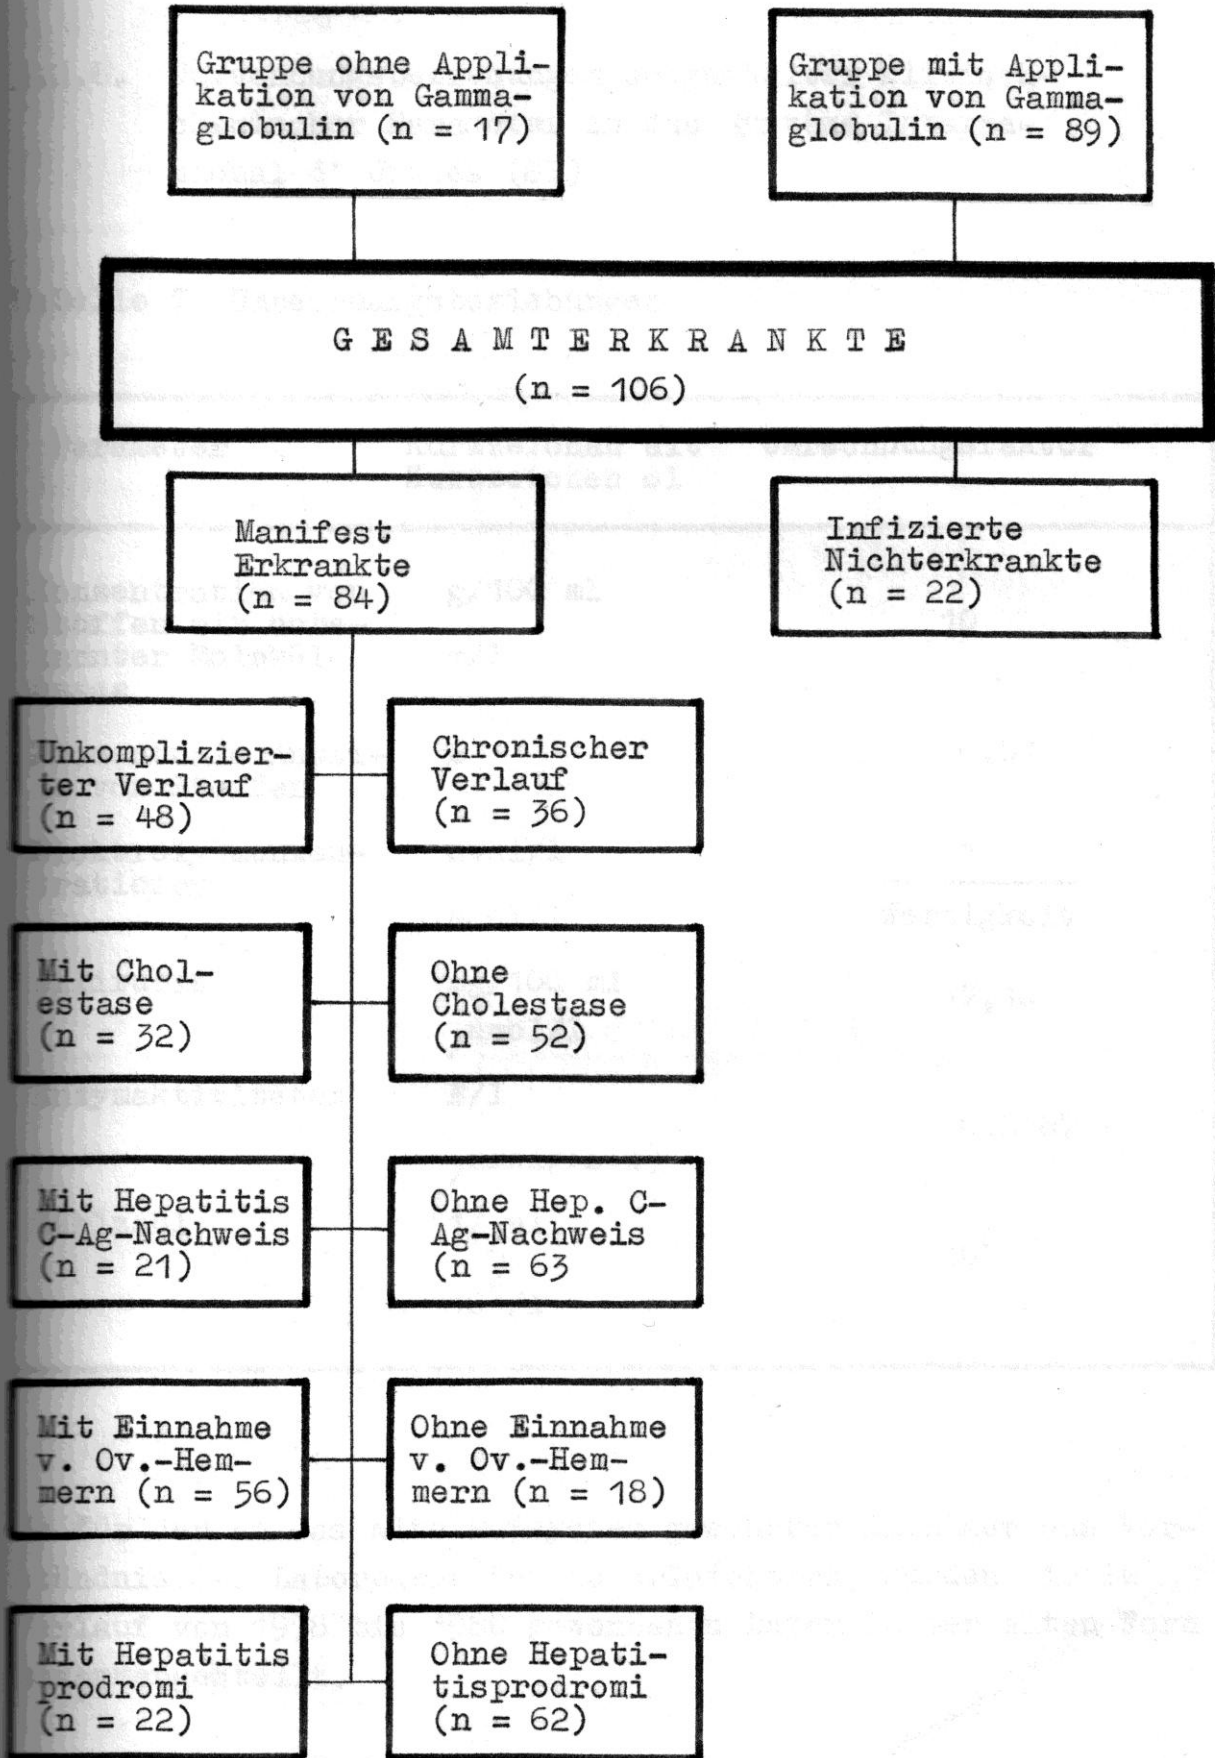 Gruppe ohne Appli-
kation von Gamma-
globulin (n = 17)
Gruppe mit Appli-
kation von Gamma-
globulin (n = 89)
GESAMTERKRANKTE
(n = 106)
Manifest
Erkrankte
(n = 84)
Infizierte
Nichterkrankte
(n = 22)
Unkomplizier-
ter Verlauf
(n = 48)
Chronischer
Verlauf
(n = 36)
Mit Chol-
estase
(n = 32)
Ohne
Cholestase
(n = 52)
Mit Hepatitis
C-Ag-Nachweis
(n = 21)
Ohne Hep. C-
Ag-Nachweis
(n = 63
Mit Einnahme
v. Ov.-Hem-
mern (n = 56)
Ohne Einnahme
v. Ov.-Hem-
mern (n = 18)
Mit Hepatitis
prodromi
(n = 22)
Ohne Hepati-
tisprodromi
(n = 62)